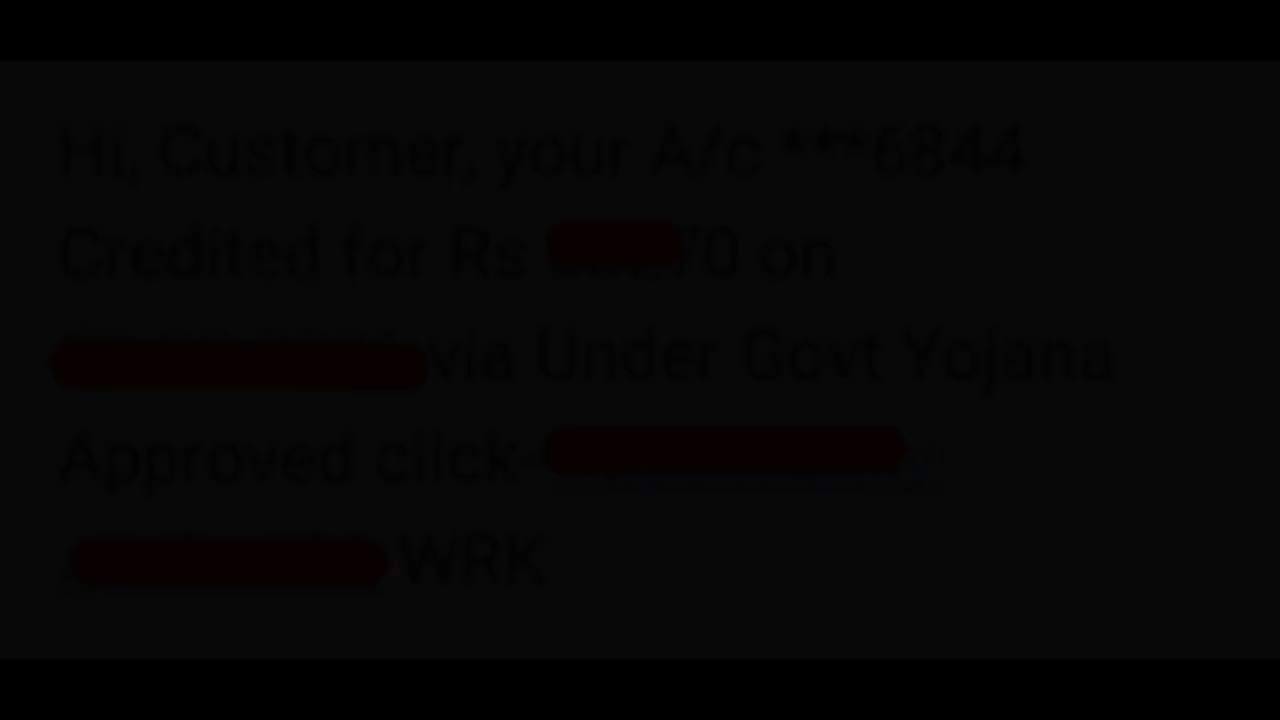 Hi, Customer, your A/c ***6844
Credited for Rs 70 on
via Under Govt Yojana
Approved click-
WRK